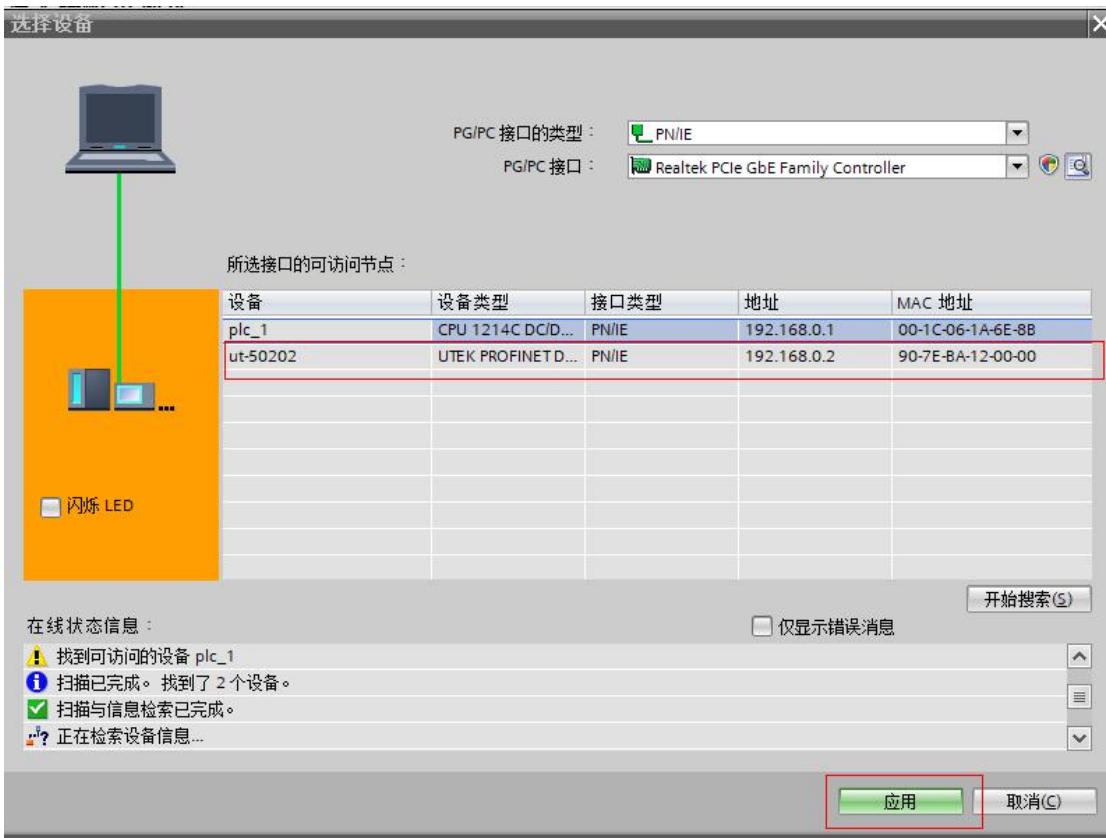 选择设备
PG/PC 接口的类型： PN/IE
PG/PC 接口： Realtek PCIe GbE Family Controller
所选接口的可访问节点：
设备 设备类型 接口类型 地址 MAC 地址
plc_1 CPU 1214C DC/D... PN/IE 192.168.0.1 00-1C-06-1A-6E-8B
ut-50202 UTEK PROFINET D... PN/IE 192.168.0.2 90-7E-BA-12-00-00
闪烁 LED
开始搜索(S)
在线状态信息：
仅显示错误消息
找到可访问的设备 plc_1
扫描已完成。 找到了 2 个设备。
扫描与信息检索已完成。
正在检索设备信息...
应用 取消(C)